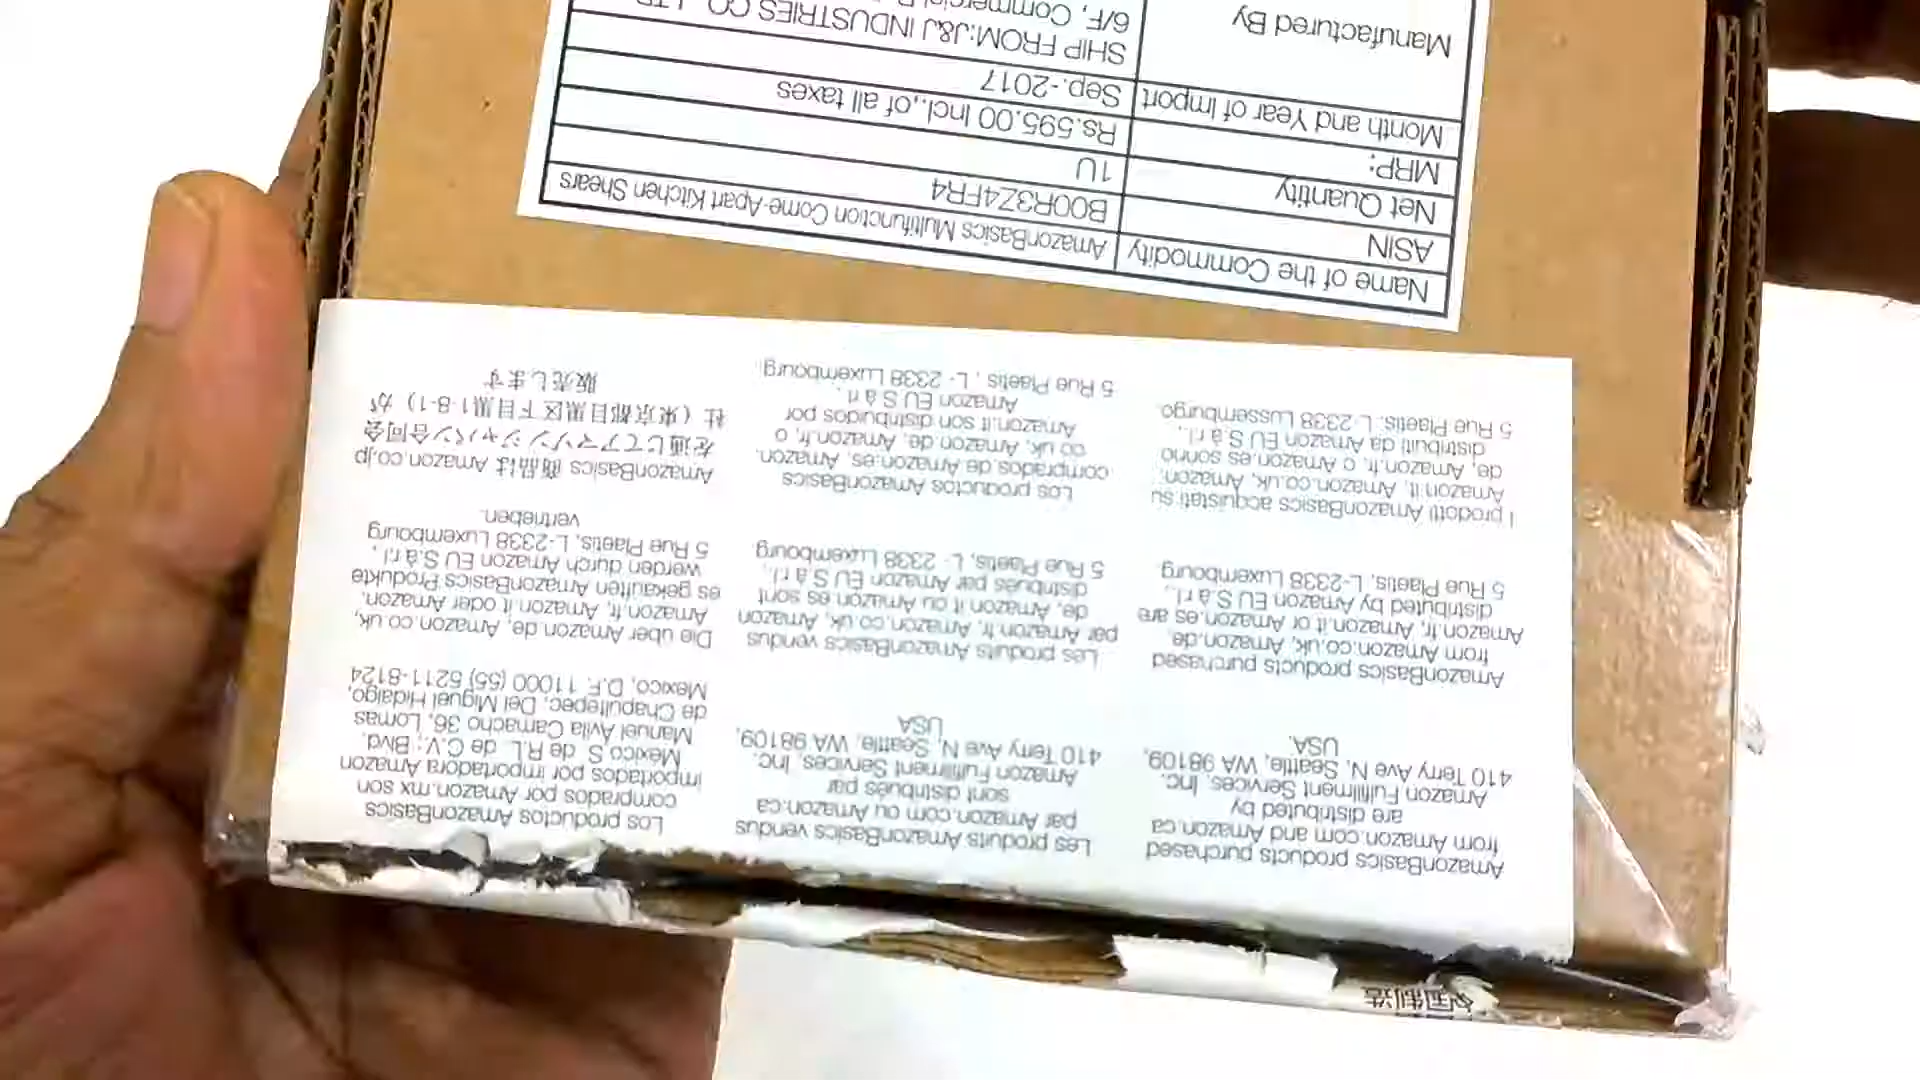 AmazonBasics products purchased
from Amazon.com and Amazon.ca
are distributed by
Amazon Fulfillment Services, Inc.
410 Terry Ave N, Seattle, WA 98109,
USA.
Les produits AmazonBasics vendus
par Amazon.com ou Amazon.ca
sont distribués par
Amazon Fulfillment Services, Inc.
410 Terry Ave N, Seattle, WA 98109,
USA
Los productos AmazonBasics
comprados por Amazon.mx son
importados por importadora Amazon
Mexico S. de R.L. de C.V.; Blvd.
Manuel Avila Camacho 36, Lomas
de Chapultepec, Del Miguel Hidalgo,
Mexico, D.F. 11000 (55) 5211-8124
AmazonBasics products purchased
from Amazon.co.uk, Amazon.de,
Amazon.fr, Amazon.it or Amazon.es are
distributed by Amazon EU S.à r.l.,
5 Rue Plaetis, L-2338 Luxembourg.
Les produits AmazonBasics vendus
par Amazon.fr, Amazon.co.uk, Amazon.
de, Amazon.it ou Amazon.es sont
distribués par Amazon EU S.à r.l.,
5 Rue Plaetis, L- 2338 Luxembourg
Die über Amazon.de, Amazon.co.uk,
Amazon.fr, Amazon.it oder Amazon.
es gekauften AmazonBasics Produkte
werden durch Amazon EU S.à r.l.,
5 Rue Plaetis, L-2338 Luxembourg
vertrieben.
I prodotti AmazonBasics acquistati su
Amazon.it, Amazon.co.uk, Amazon.
de, Amazon.fr, o Amazon.es sonno
distribuiti da Amazon EU S.à r.l.,
5 Rue Plaetis, L-2338 Lussemburgo.
Los productos AmazonBasics
comprados de Amazon.es, Amazon.
co.uk, Amazon.de, Amazon.fr, o
Amazon.it son distribuidos por
Amazon EU S.à r.l.,
5 Rue Plaetis, L- 2338 Luxembourg.
AmazonBasics 商品は Amazon.co.jp
を通じてアマゾンジャパン合同会
社 (東京都目黒区下目黒1-8-1) が
販売します
Name of the Commodity AmazonBasics Multifunction Come-Apart Kitchen Shears
ASIN B00R3Z4FR4
Net Quantity 1U
MRP: Rs.595.00 Incl.,of all taxes
Month and Year of Import Sep.-2017
Manufactured By SHIP FROM:J&J INDUSTRIES CO., LTD
6/F, Commercial